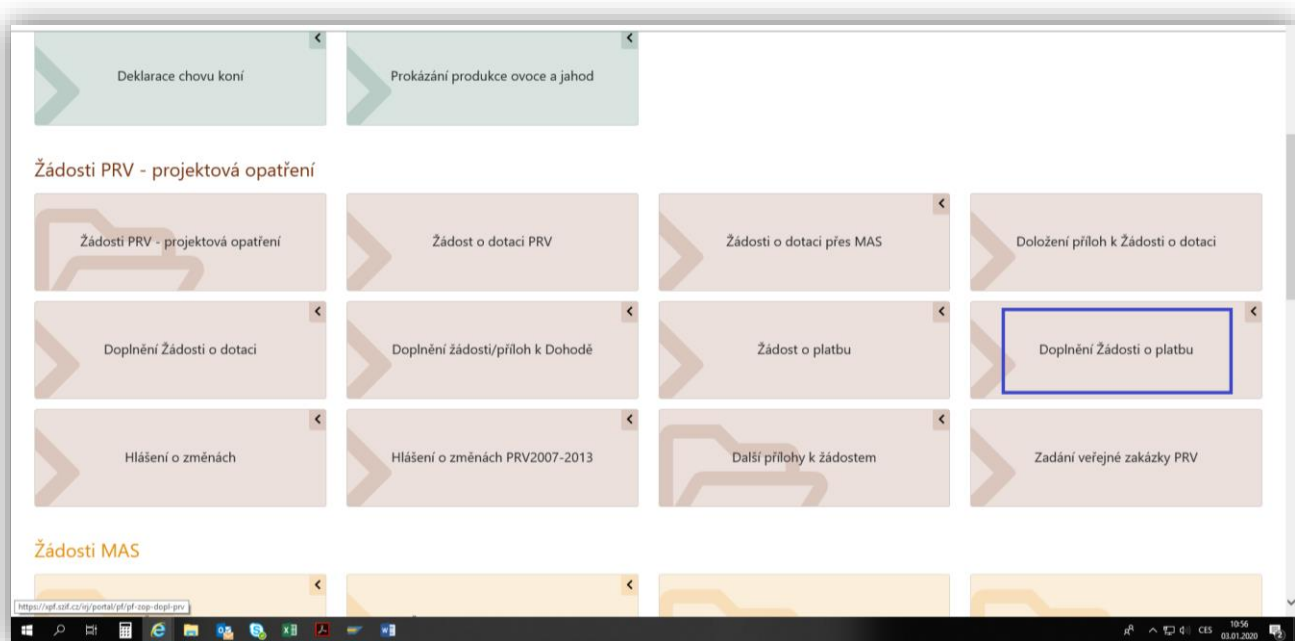 Deklarace chovu koní
Prokázání produkce ovoce a jahod
Žádosti PRV - projektová opatření
Žádosti PRV - projektová opatření
Žádost o dotaci PRV
Žádosti o dotaci přes MAS
Doložení příloh k Žádosti o dotaci
Doplnění Žádosti o dotaci
Doplnění žádosti/příloh k Dohodě
Žádost o platbu
Doplnění Žádosti o platbu
Hlášení o změnách
Hlášení o změnách PRV2007-2013
Další přílohy k žádostem
Zadání veřejné zakázky PRV
Žádosti MAS
https://xpf.szif.cz/irj/portal/pf/pf-zop-dopl-prv
CES
10:56
03.01.2020